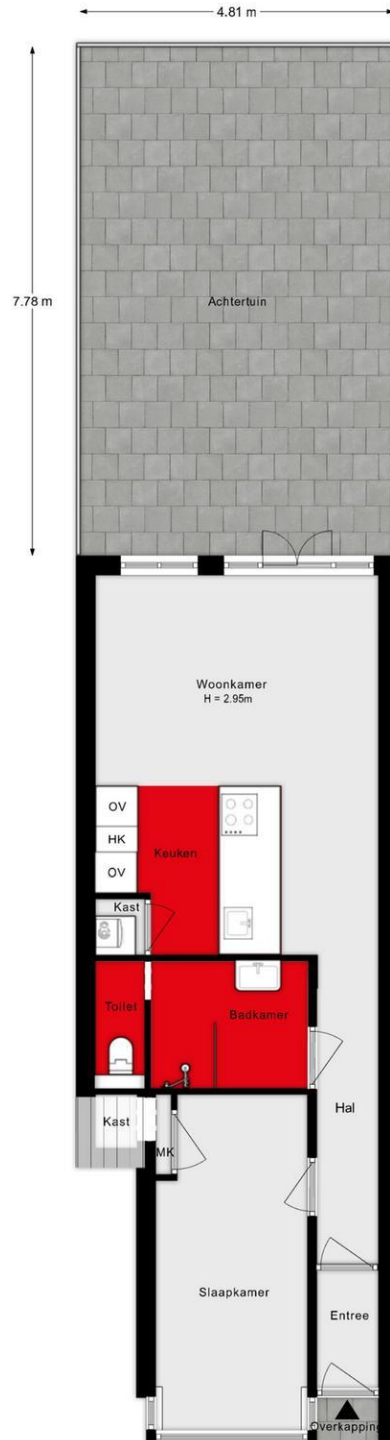 4.81 m
7.78 m
Achtertuin
Woonkamer
H = 2.95m
OV
HK
Keuken
OV
Kast
Toilet
Badkamer
Hal
Kast
MK
Slaapkamer
Entree
Overkapping